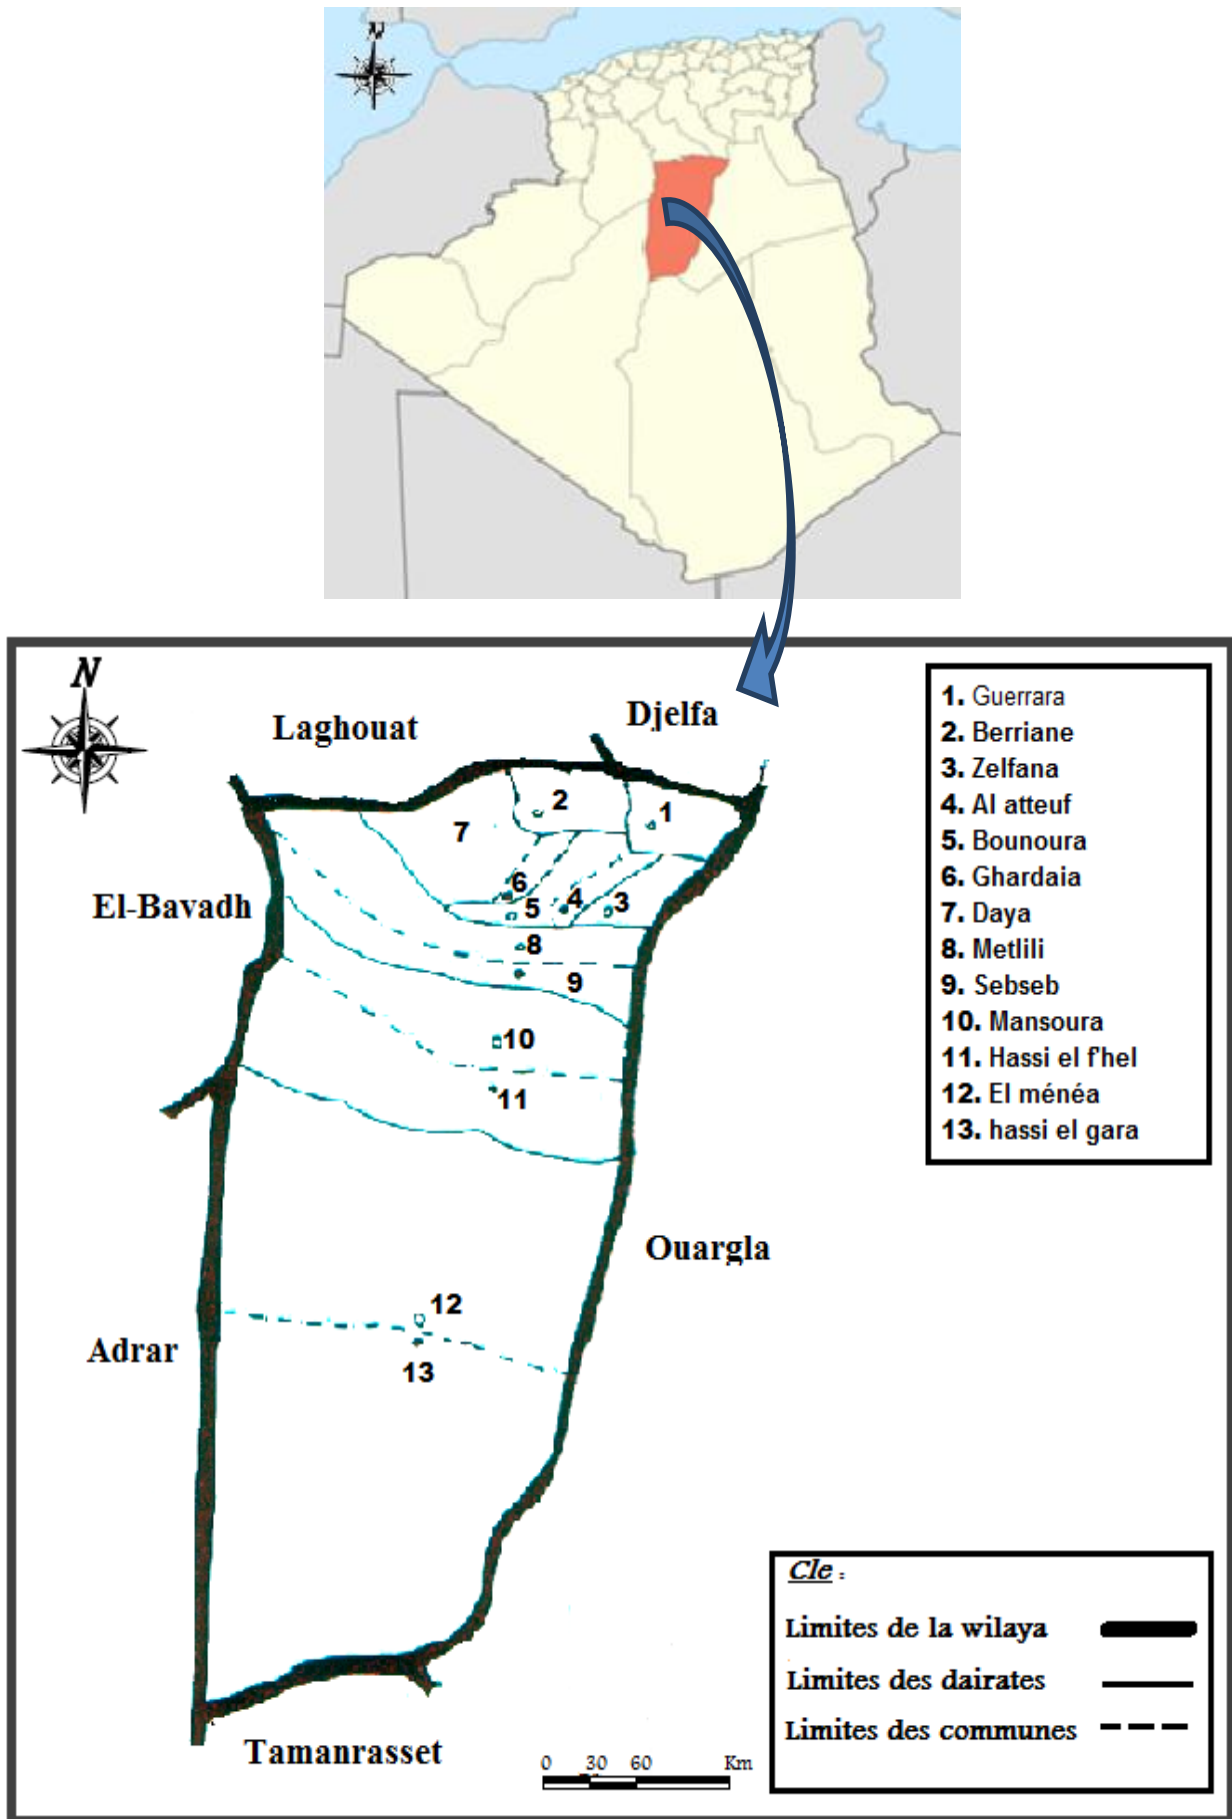 N
N
Laghouat
Djelfa
1. Guerrara
2. Berriane
3. Zelfana
4. Al atteuf
5. Bounoura
6. Ghardaia
7. Daya
8. Metlili
9. Sebseb
10. Mansoura
11. Hassi el f'hel
12. El ménéa
13. hassi el gara
2
1
7
6
4
3
5
El-Bavadh
8
9
10
11
Ouargla
12
Adrar
13
Cle :
Limites de la wilaya
Limites des dairates
Limites des communes
Tamanrasset
0 30 60 Km